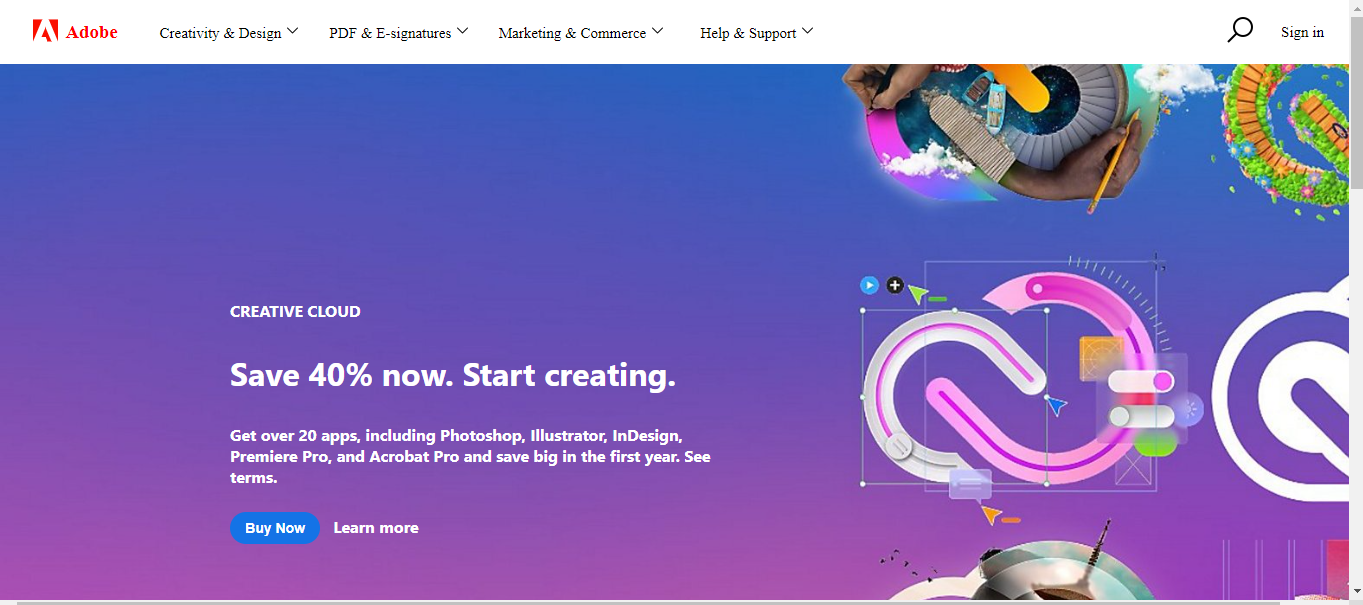 Adobe
Creativity & Design
PDF & E-signatures
Marketing & Commerce
Help & Support
Sign in
CREATIVE CLOUD
Save 40% now. Start creating.
Get over 20 apps, including Photoshop, Illustrator, InDesign,
Premiere Pro, and Acrobat Pro and save big in the first year. See
terms.
Buy Now
Learn more